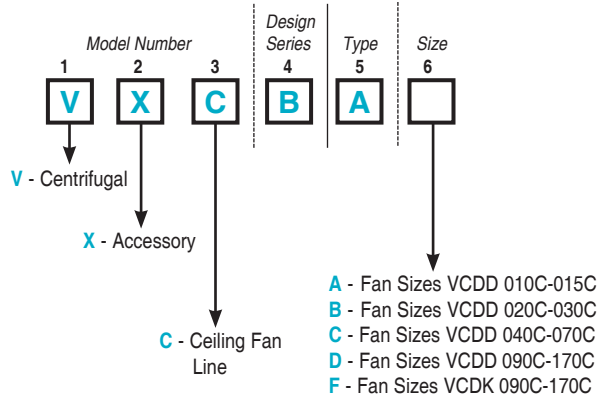 Design
Model Number Series Type Size
1 2 3 4 5 6
V X C B A
V - Centrifugal
X - Accessory
A - Fan Sizes VCDD 010C-015C
B - Fan Sizes VCDD 020C-030C
C - Ceiling Fan
Line
C - Fan Sizes VCDD 040C-070C
D - Fan Sizes VCDD 090C-170C
F - Fan Sizes VCDK 090C-170C